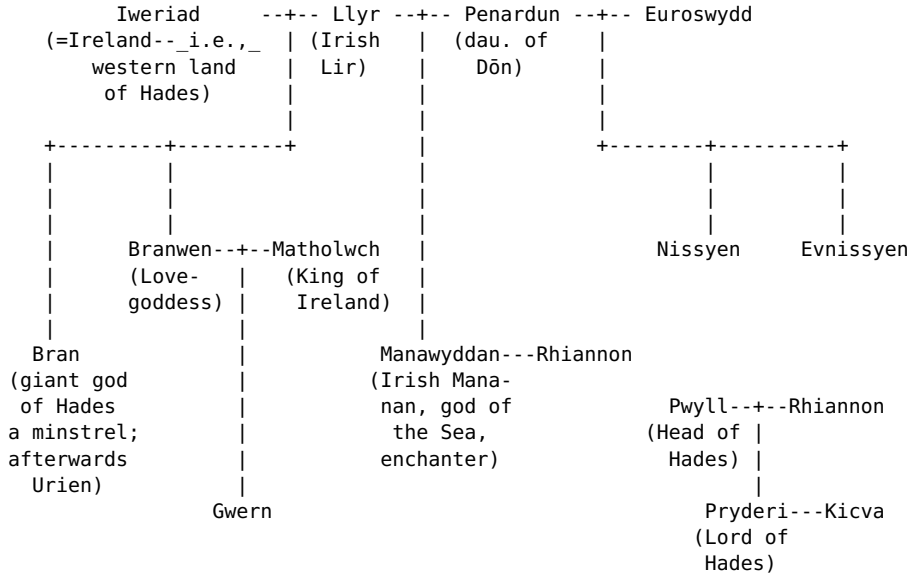 Iweriad --+-- Llyr --+-- Penardun --+-- Euroswydd
(=Ireland--_i.e.,_ | (Irish | (dau. of |
western land | Lir) | Dōn) |
of Hades) | | |
| | |
+---------+---------+ | +--------+----------+
| | | | |
| | | | |
| | | | |
| Branwen--+--Matholwch | Nissyen Evnissyen
| (Love- | (King of |
| goddess) | Ireland) |
| | |
Bran | Manawyddan---Rhiannon
(giant god | (Irish Mana-
of Hades | nan, god of Pwyll--+--Rhiannon
a minstrel; | the Sea, (Head of |
afterwards | enchanter) Hades) |
Urien) | |
Gwern Pryderi---Kicva
(Lord of
Hades)